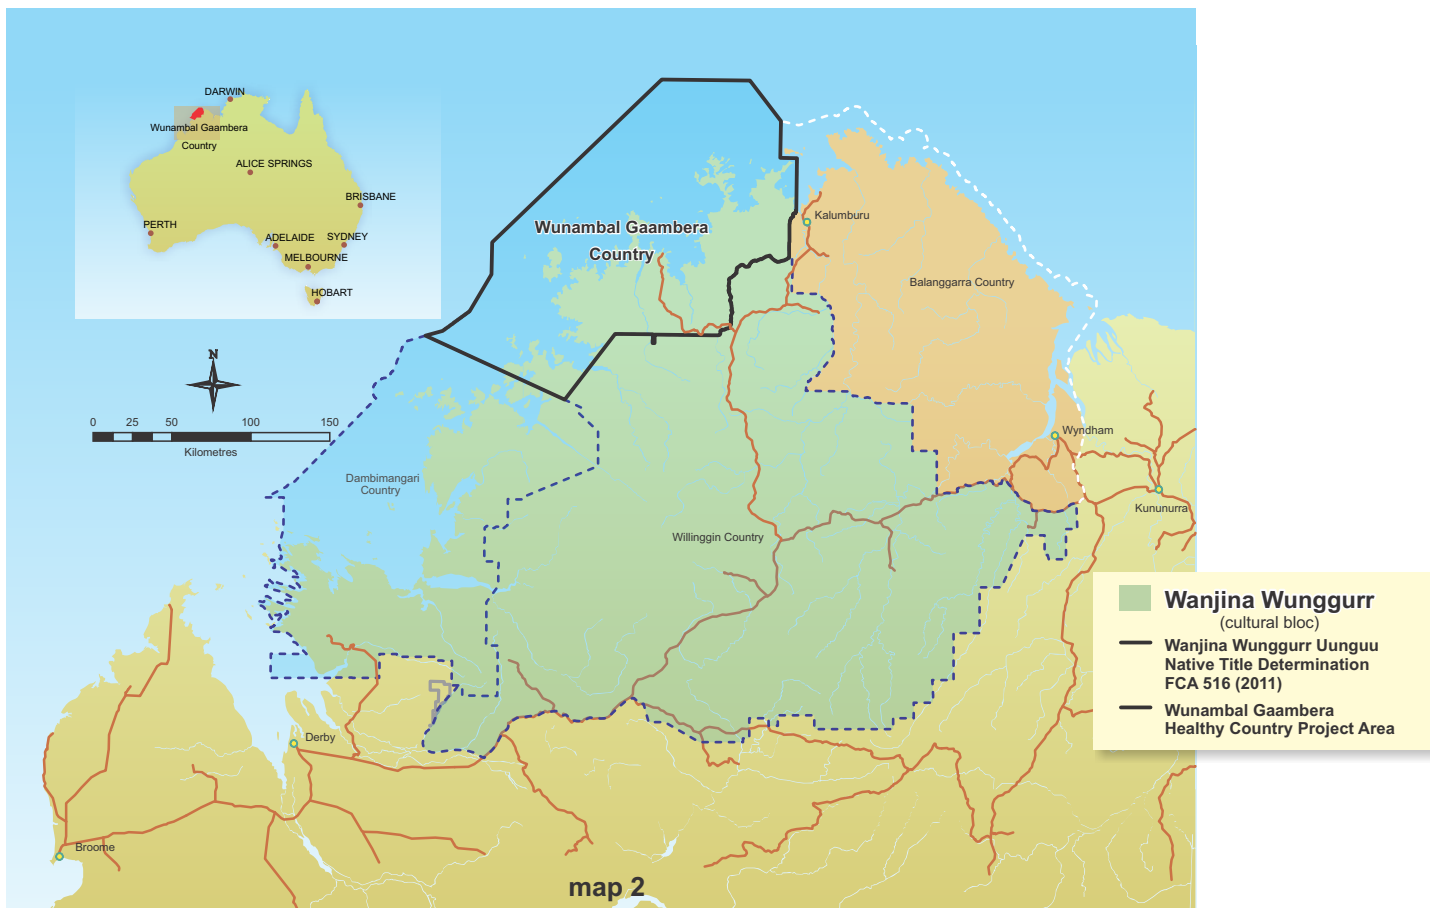 DARWIN
Wunambal Gaambera
Country
ALICE SPRINGS
BRISBANE
PERTH
ADELAIDE
SYDNEY
MELBOURNE
HOBART
N
0 25 50 100 150
Kilometres
Wunambal Gaambera
Country
Kalumburu
Balanggarra Country
Wyndham
Kununurra
Dambimangari
Country
Willinggin Country
Derby
Broome
Wanjina Wunggurr
(cultural bloc)
Wanjina Wunggurr Uunguu
Native Title Determination
FCA 516 (2011)
Wunambal Gaambera
Healthy Country Project Area
map 2